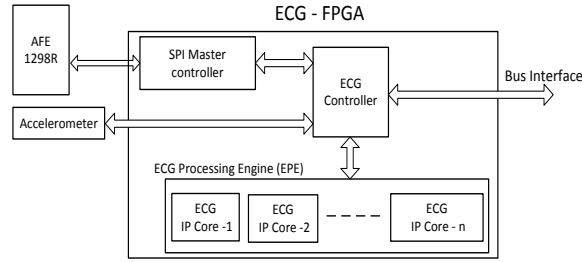 ECG - FPGA
AFE
1298R
SPI Master
controller
ECG
Controller
Bus Interface
Accelerometer
ECG Processing Engine (EPE)
ECG
IP Core -1
ECG
IP Core -2
ECG
IP Core - n